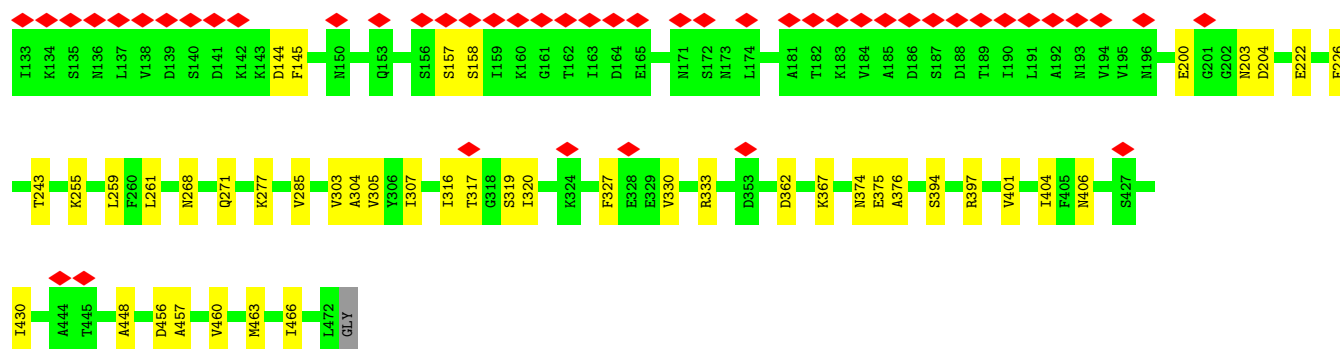 I133 K134 S135 N136 L137 V138 D139 S140 D141 K142 K143 D144 F145 N150 Q153 S156 S157 S158 I159 K160 G161 T162 I163 D164 E165 N171 S172 N173 L174 A181 T182 K183 V184 A185 D186 S187 D188 T189 I190 L191 A192 N193 V194 V195 N196 E200 G201 G202 N203 D204 E222
T243 K255 L259 F260 L261 N268 Q271 K277 V285 V303 A304 V305 Y306 I307 I316 T317 G318 S319 I320 K324 F327 E328 E329 V330 R333 D353 D362 K367 N374 E375 A376 S394 R397 V401 I404 F405 N406 S427
I430 A444 T445 A448 D456 A457 V460 M463 I466 L472 GLY